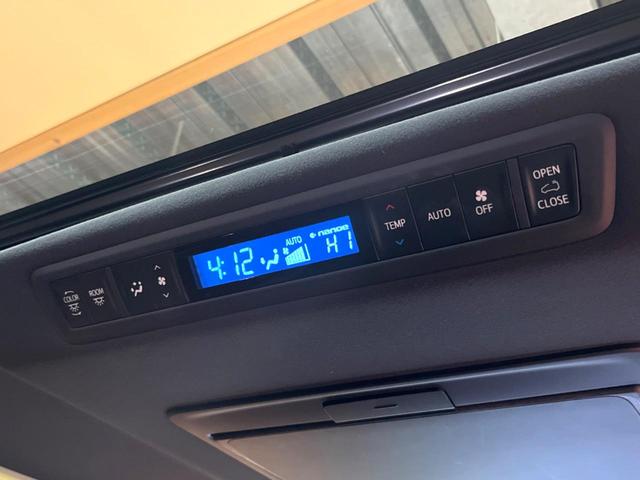 COLOR
ROOM
4:12
AUTO
nanoe
HI
TEMP
AUTO
OFF
OPEN
CLOSE